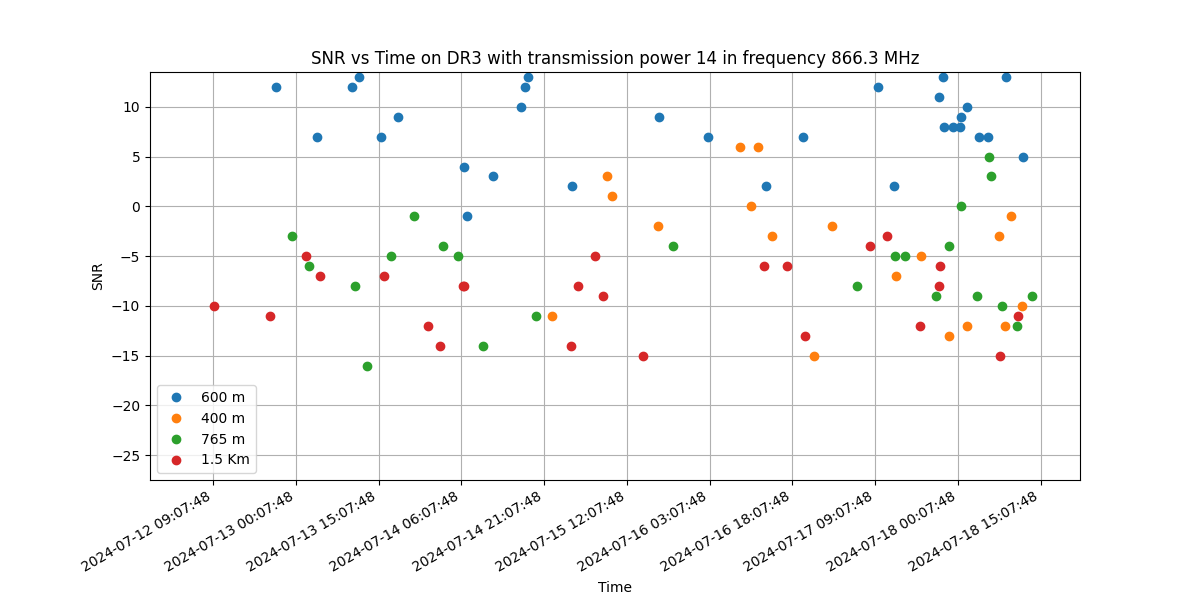 SNR vs Time on DR3 with transmission power 14 in frequency 866.3 MHz
10
5
0
−5
−10
−15
−20
−25
SNR
600 m
400 m
765 m
1.5 Km
2024-07-12 09:07:48
2024-07-13 00:07:48
2024-07-13 15:07:48
2024-07-14 06:07:48
2024-07-14 21:07:48
2024-07-15 12:07:48
2024-07-16 03:07:48
2024-07-16 18:07:48
2024-07-17 09:07:48
2024-07-18 00:07:48
2024-07-18 15:07:48
Time